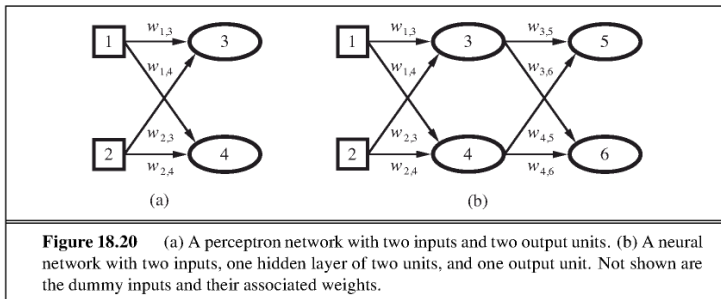 1 w1,3 3 1 w1,3 3 w3,5 5
w1,4 w1,4 w3,6
w2,3 w2,3 w4,5
2 w2,4 4 2 w2,4 4 w4,6 6
(a) (b)
Figure 18.20 (a) A perceptron network with two inputs and two output units. (b) A neural
network with two inputs, one hidden layer of two units, and one output unit. Not shown are
the dummy inputs and their associated weights.